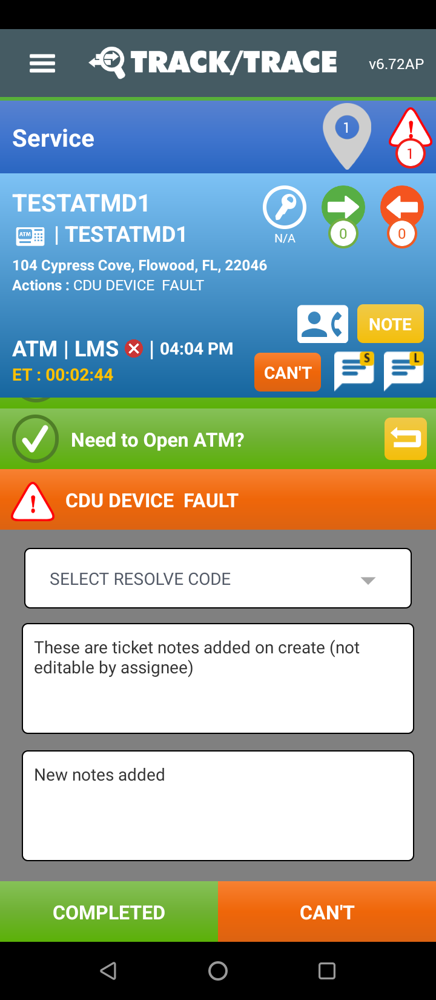 TRACK/TRACE
v6.72AP
Service
1
1
TESTATMD1
ATM | TESTATMD1
N/A
0
0
104 Cypress Cove, Flowood, FL, 22046
Actions : CDU DEVICE  FAULT
NOTE
ATM | LMS | 04:04 PM
ET : 00:02:44
CAN'T
S
L
Need to Open ATM?
CDU DEVICE  FAULT
SELECT RESOLVE CODE
These are ticket notes added on create (not
editable by assignee)
New notes added
COMPLETED
CAN'T